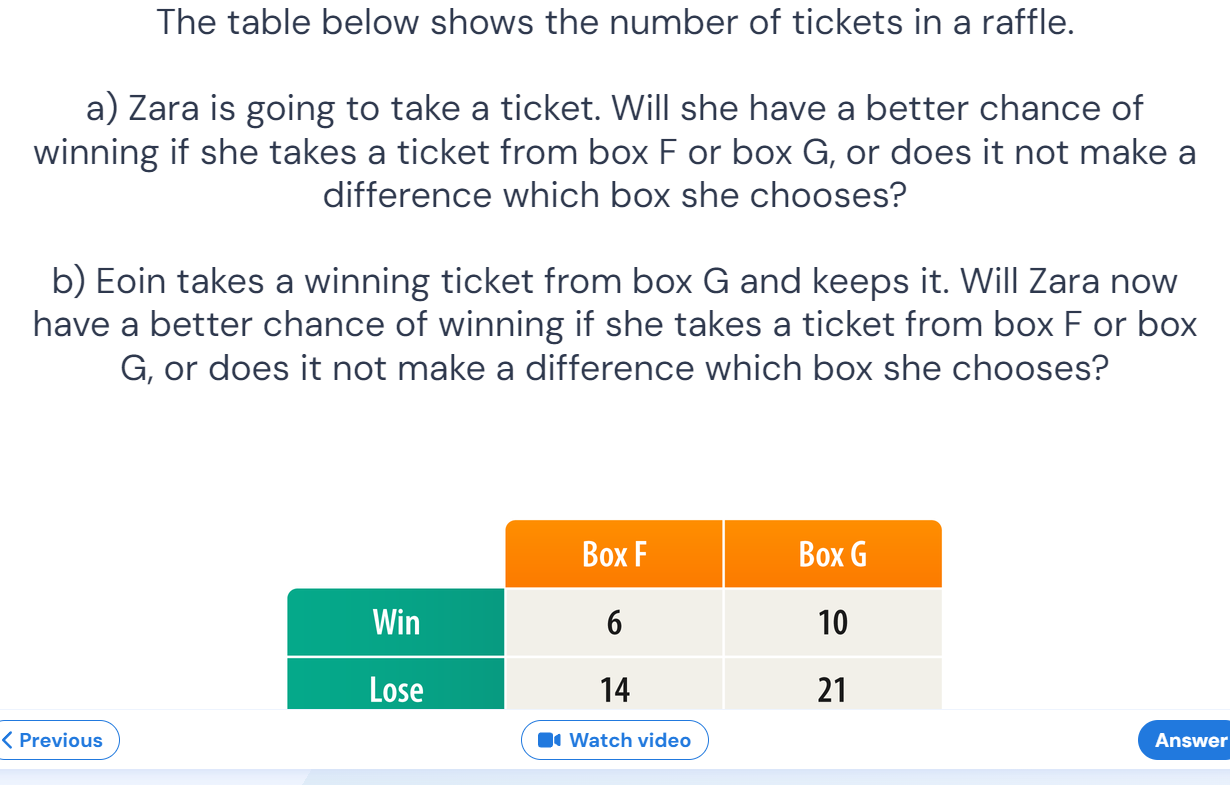 The table below shows the number of tickets in a raffle.
a) Zara is going to take a ticket. Will she have a better chance of
winning if she takes a ticket from box F or box G, or does it not make a
difference which box she chooses?
b) Eoin takes a winning ticket from box G and keeps it. Will Zara now
have a better chance of winning if she takes a ticket from box F or box
G, or does it not make a difference which box she chooses?
Box F Box G
Win 6 10
Lose 14 21
Previous Watch video Answer